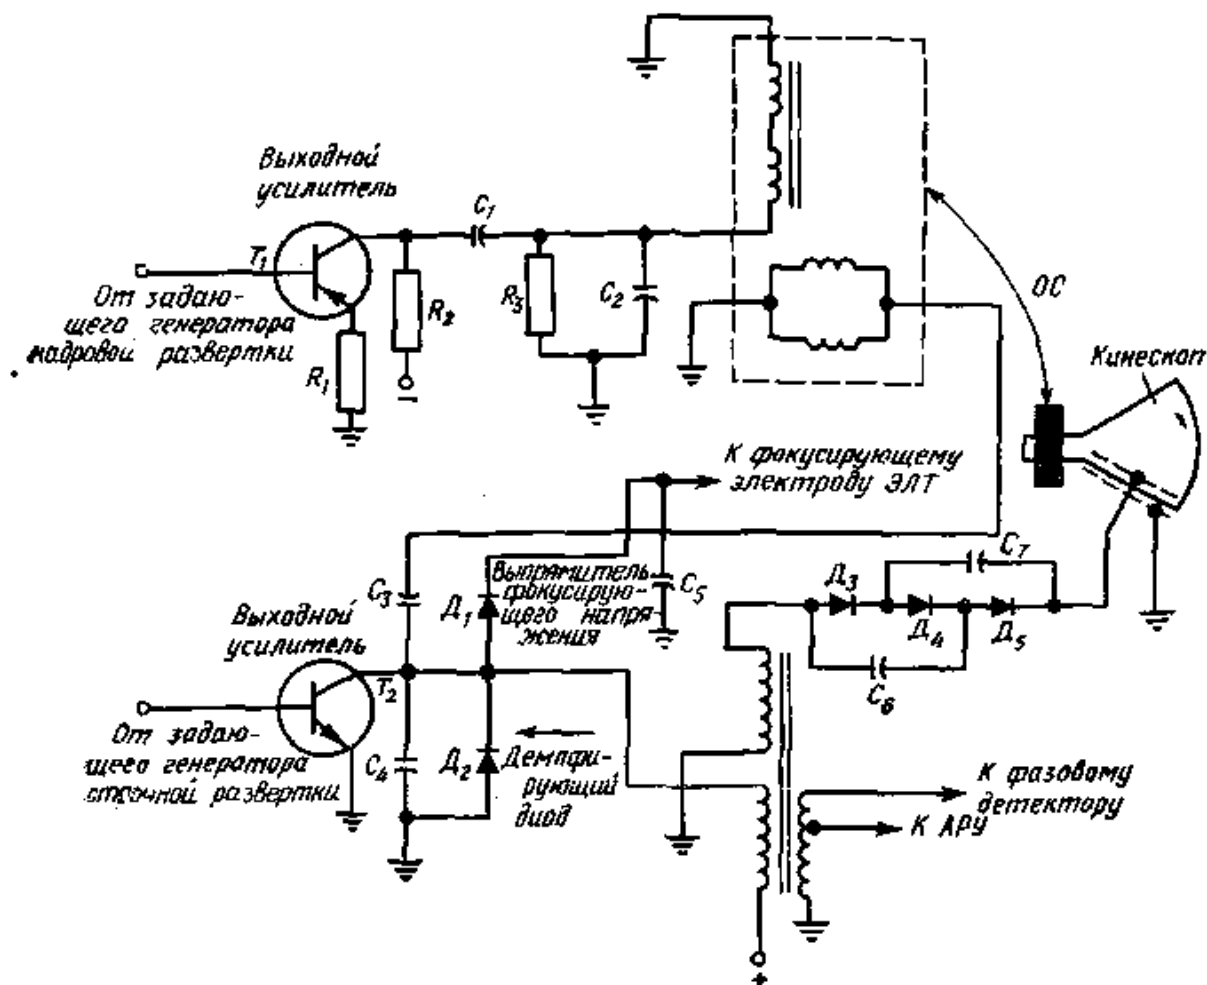 Выходной
усилитель
C1
T1
От задаю-
щего генератора
кадровой развертки
R1
R2
R3
C2
ОС
Кинескоп
К фокусирующему
электроду ЭЛТ
C3
Д1
Выпрямитель
фокусирую-
щего напря-
жения
C5
C7
Д3
Д4
Д5
C6
Выходной
усилитель
T2
От задаю-
щего генератора
строчной развертки
C4
Д2
Демпфи-
рующий
диод
К фазовому
детектору
К АРУ
−
+